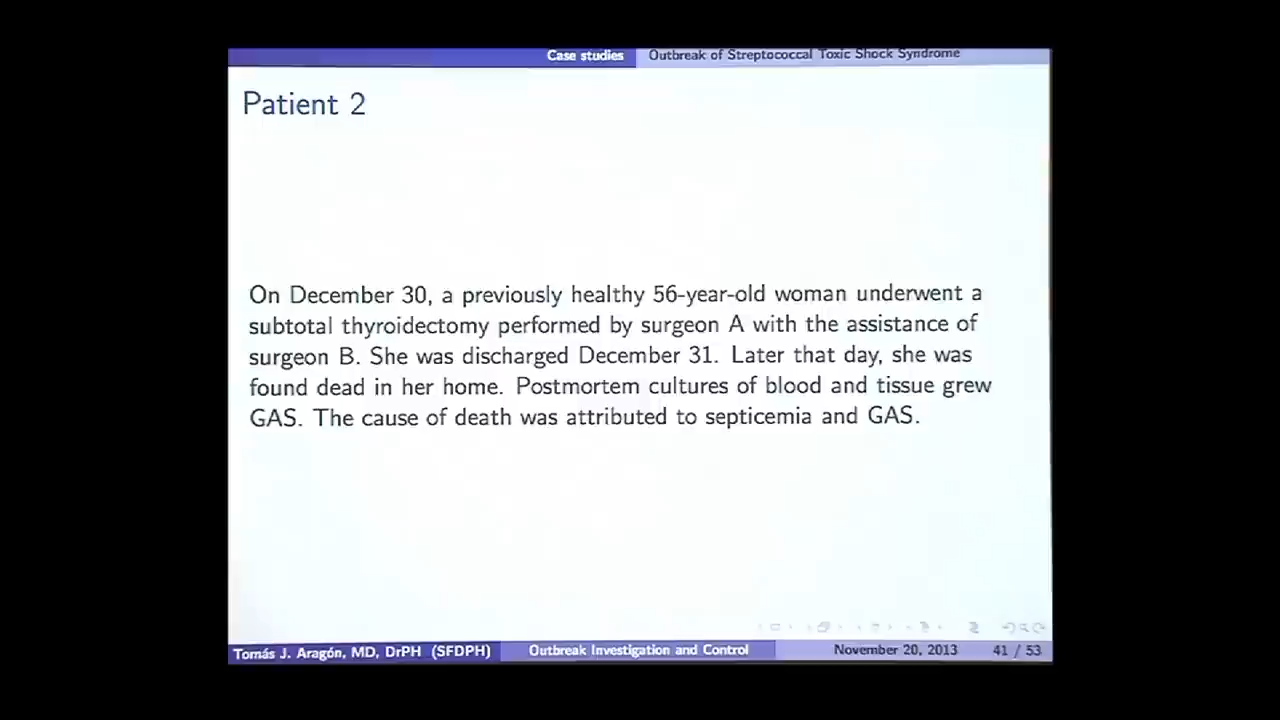 Case studies Outbreak of Streptococcal Toxic Shock Syndrome
Patient 2
On December 30, a previously healthy 56-year-old woman underwent a
subtotal thyroidectomy performed by surgeon A with the assistance of
surgeon B. She was discharged December 31. Later that day, she was
found dead in her home. Postmortem cultures of blood and tissue grew
GAS. The cause of death was attributed to septicemia and GAS.
Tomás J. Aragón, MD, DrPH (SFDPH) Outbreak Investigation and Control November 20, 2013 41 / 53